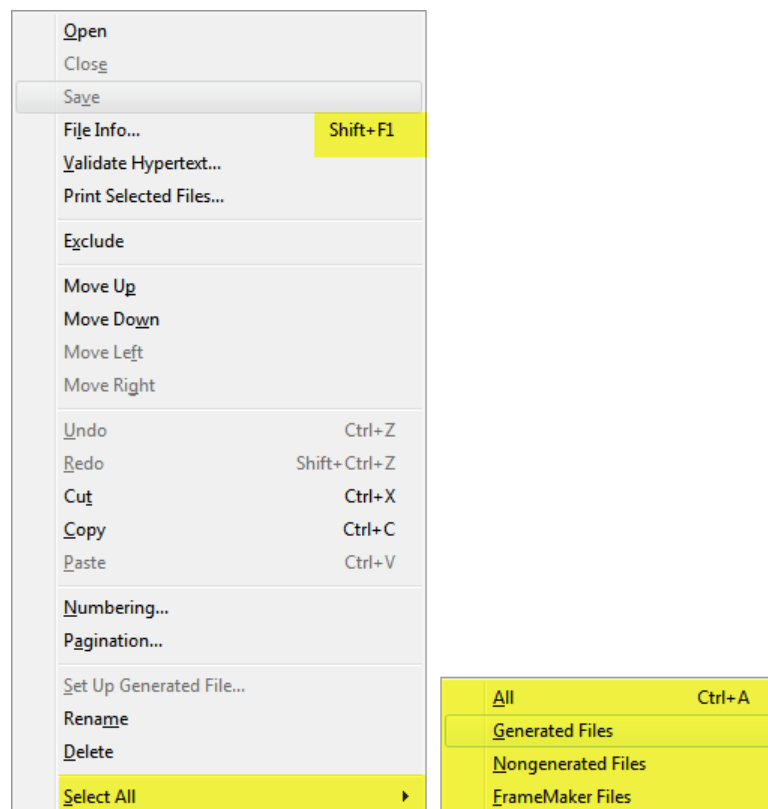 Open
Close
Save
File Info... Shift+F1
Validate Hypertext...
Print Selected Files...
Exclude
Move Up
Move Down
Move Left
Move Right
Undo Ctrl+Z
Redo Shift+Ctrl+Z
Cut Ctrl+X
Copy Ctrl+C
Paste Ctrl+V
Numbering...
Pagination...
Set Up Generated File...
Rename
Delete
Select All
All Ctrl+A
Generated Files
Nongenerated Files
FrameMaker Files